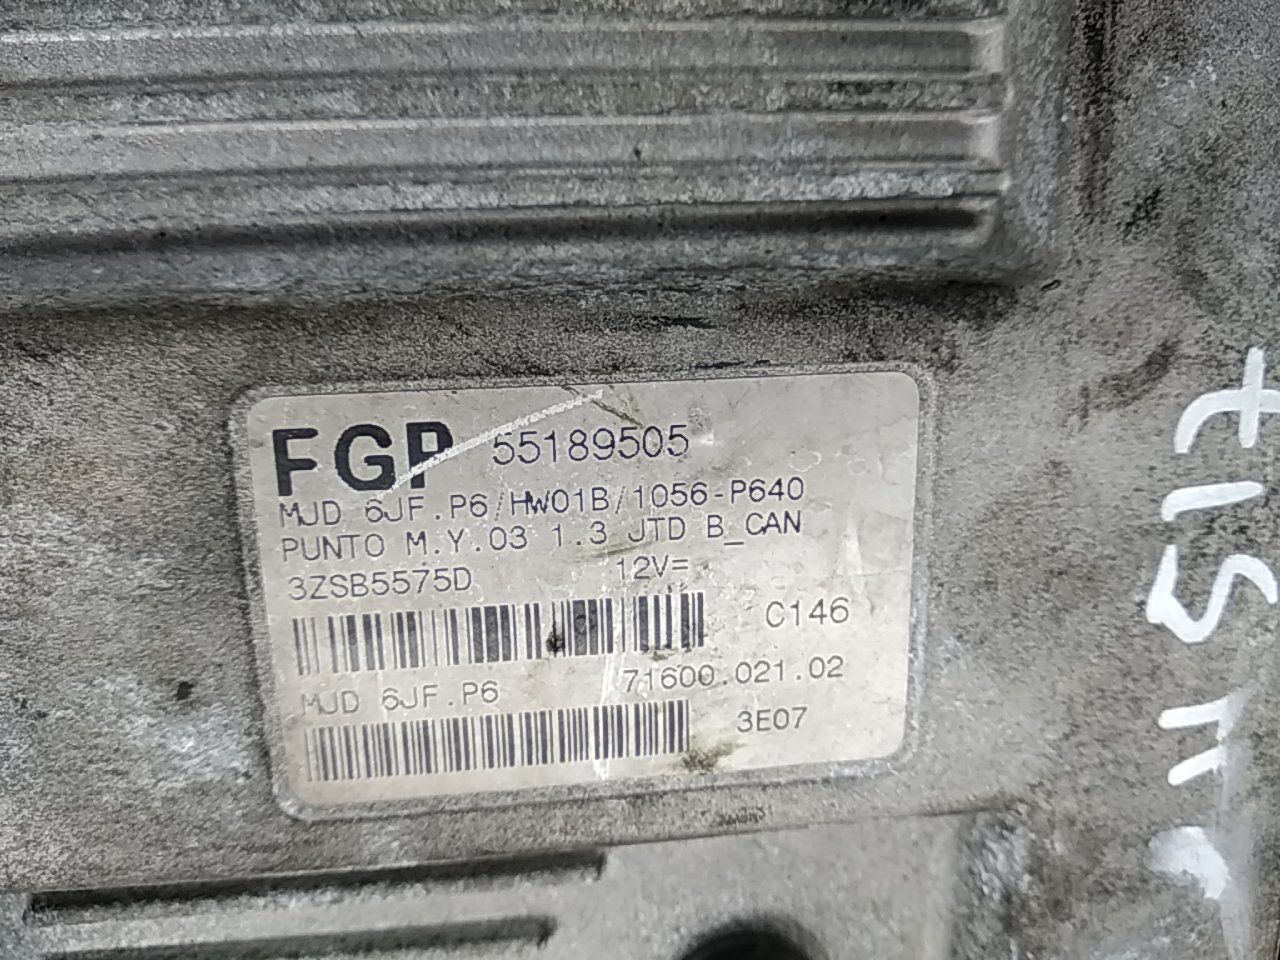 FGP 55189505
MJD 6JF.P6/HW01B/1056-P640
PUNTO M.Y.03 1.3 JTD B_CAN
3ZSB5575D 12V=
C146
MJD 6JF.P6 71600.021.02
3E07